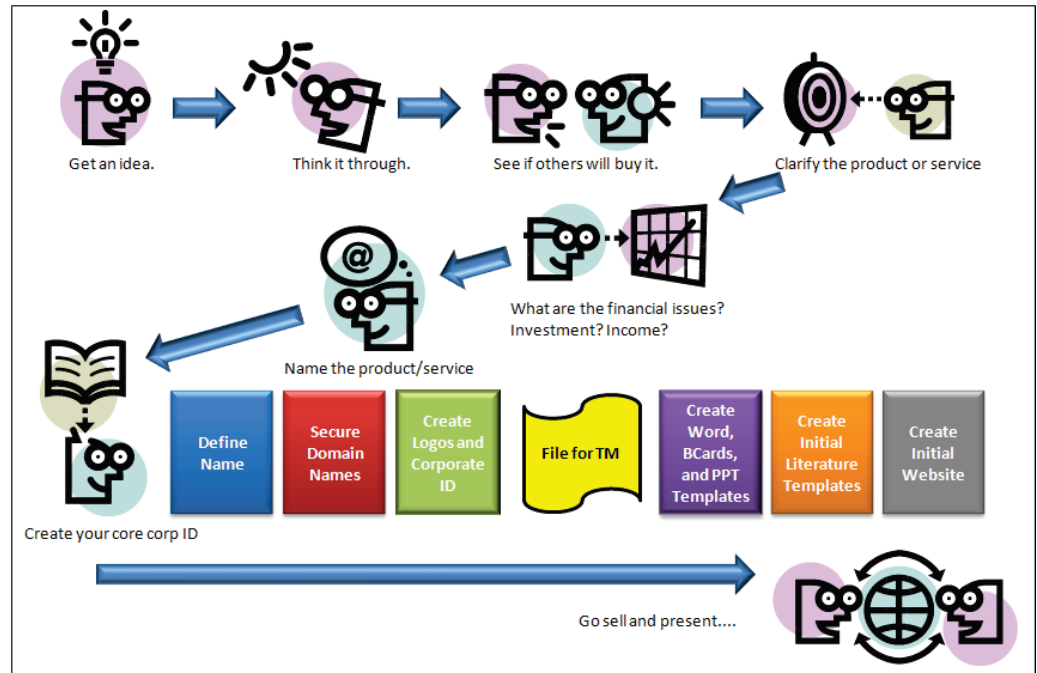 Get an idea.
Think it through.
See if others will buy it.
Clarify the product or service
What are the financial issues?
Investment? Income?
@
Name the product/service
Define
Name
Secure
Domain
Names
Create
Logos and
Corporate
ID
File for TM
Create
Word,
BCards,
and PPT
Templates
Create
Initial
Literature
Templates
Create
Initial
Website
Create your core corp ID
Go sell and present....